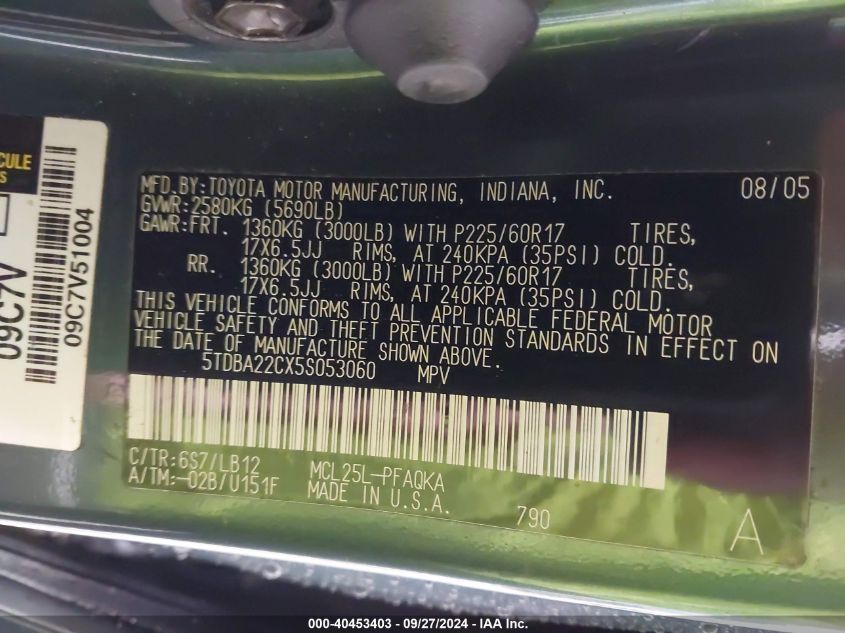 CULE
S
09C7V
09C7V51004
MFD.BY:TOYOTA MOTOR MANUFACTURING, INDIANA, INC. 08/05
GVWR:2580KG (5690LB)
GAWR:FRT. 1360KG (3000LB) WITH P225/60R17 TIRES,
17X6.5JJ RIMS, AT 240KPA (35PSI) COLD.
RR. 1360KG (3000LB) WITH P225/60R17 TIRES,
17X6.5JJ RIMS, AT 240KPA (35PSI) COLD.
THIS VEHICLE CONFORMS TO ALL APPLICABLE FEDERAL MOTOR
VEHICLE SAFETY AND THEFT PREVENTION STANDARDS IN EFFECT ON
THE DATE OF MANUFACTURE SHOWN ABOVE.
5TDBA22CX5S053060 MPV
C/TR:6S7/LB12 MCL25L-PFAQKA
A/TM:-02B/U151F MADE IN U.S.A. 790 A
000-40453403 - 09/27/2024 - IAA Inc.